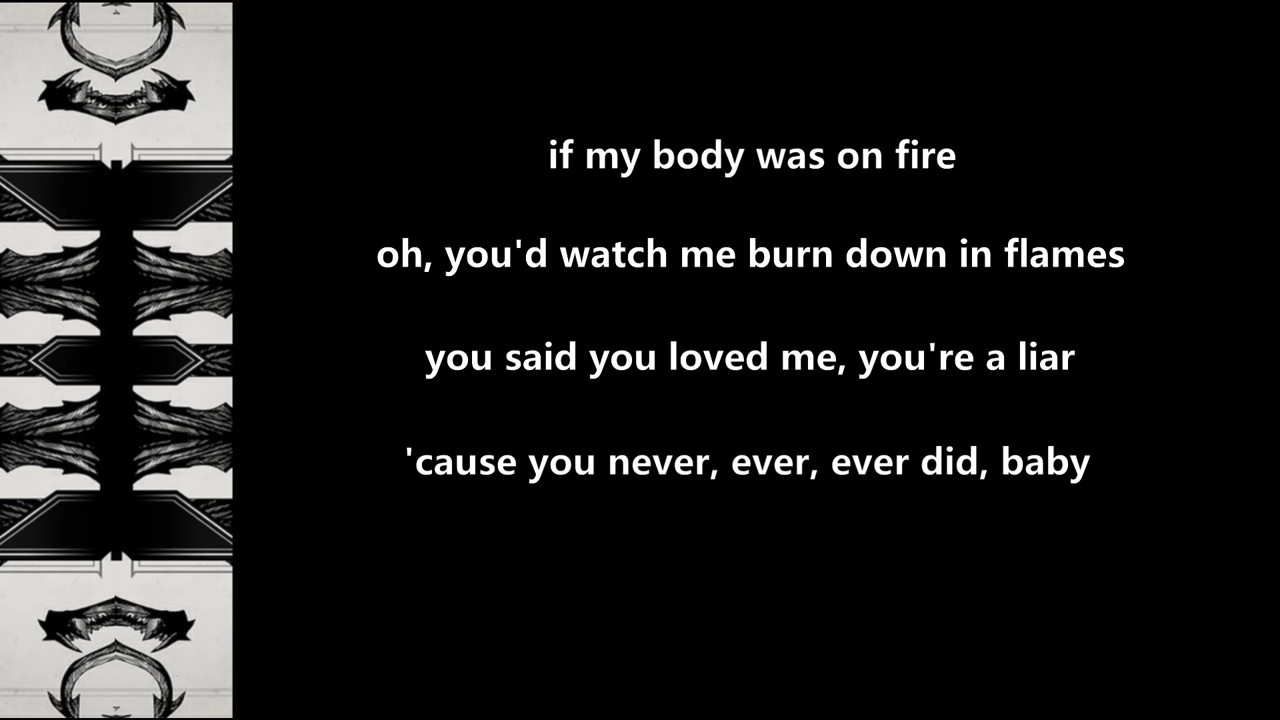 if my body was on fire
oh, you'd watch me burn down in flames
you said you loved me, you're a liar
'cause you never, ever, ever did, baby